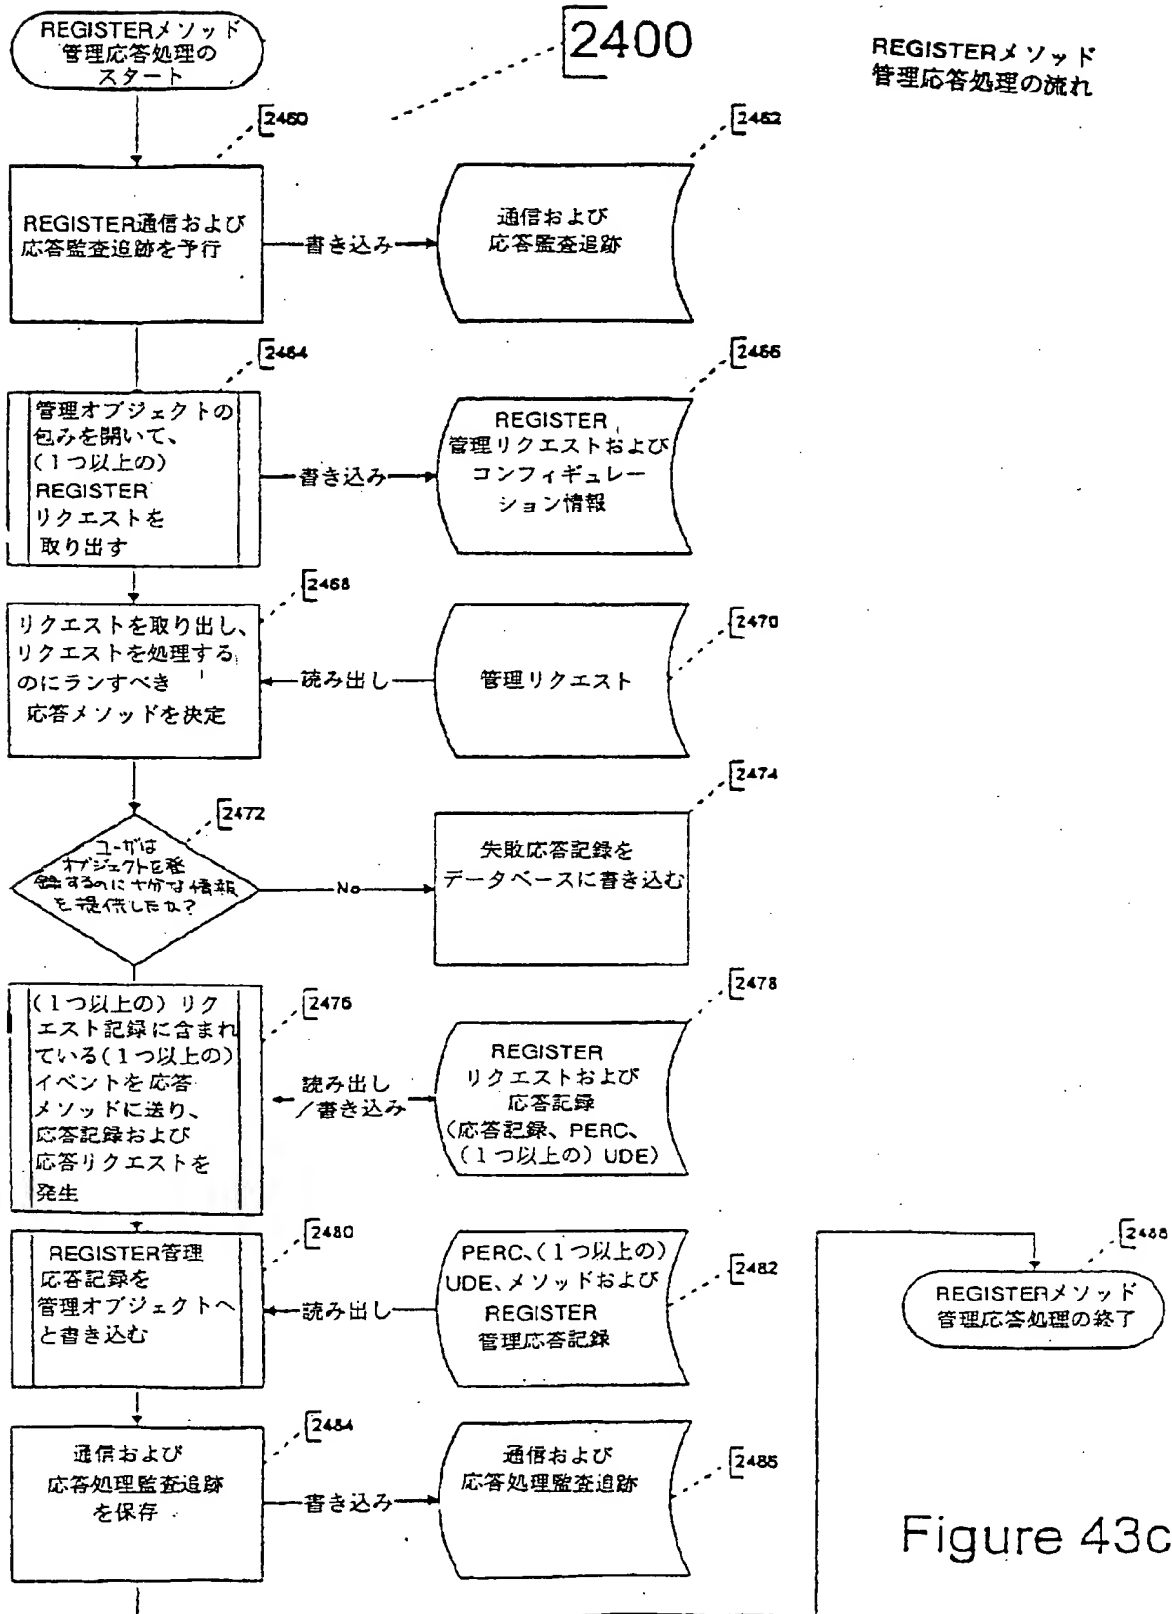 REGISTERメソッド
管理応答処理の
スタート
2400
REGISTERメソッド
管理応答処理の流れ
2460
2462
REGISTER通信および
応答監査追跡を予行
書き込み
通信および
応答監査追跡
2464
2466
管理オブジェクトの
包みを開いて、
(1つ以上の)
REGISTER
リクエストを
取り出す
書き込み
REGISTER
管理リクエストおよび
コンフィギュレー
ション情報
2468
2470
リクエストを取り出し、
リクエストを処理する
のにランすべき
応答メソッドを決定
読み出し
管理リクエスト
2472
2474
ユーザは
オブジェクトを登
録するのに十分な情報
を提供したか?
No
失敗応答記録を
データベースに書き込む
2476
2478
(1つ以上の)リク
エスト記録に含まれ
ている(1つ以上の)
イベントを応答
メソッドに送り、
応答記録および
応答リクエストを
発生
読み出し
/書き込み
REGISTER
リクエストおよび
応答記録
(応答記録、PERC、
(1つ以上の)UDE)
2480
2482
REGISTER管理
応答記録を
管理オブジェクトへ
と書き込む
読み出し
PERC、(1つ以上の)
UDE、メソッドおよび
REGISTER
管理応答記録
2488
REGISTERメソッド
管理応答処理の終了
2484
2486
通信および
応答処理監査追跡
を保存
書き込み
通信および
応答処理監査追跡
Figure 43c